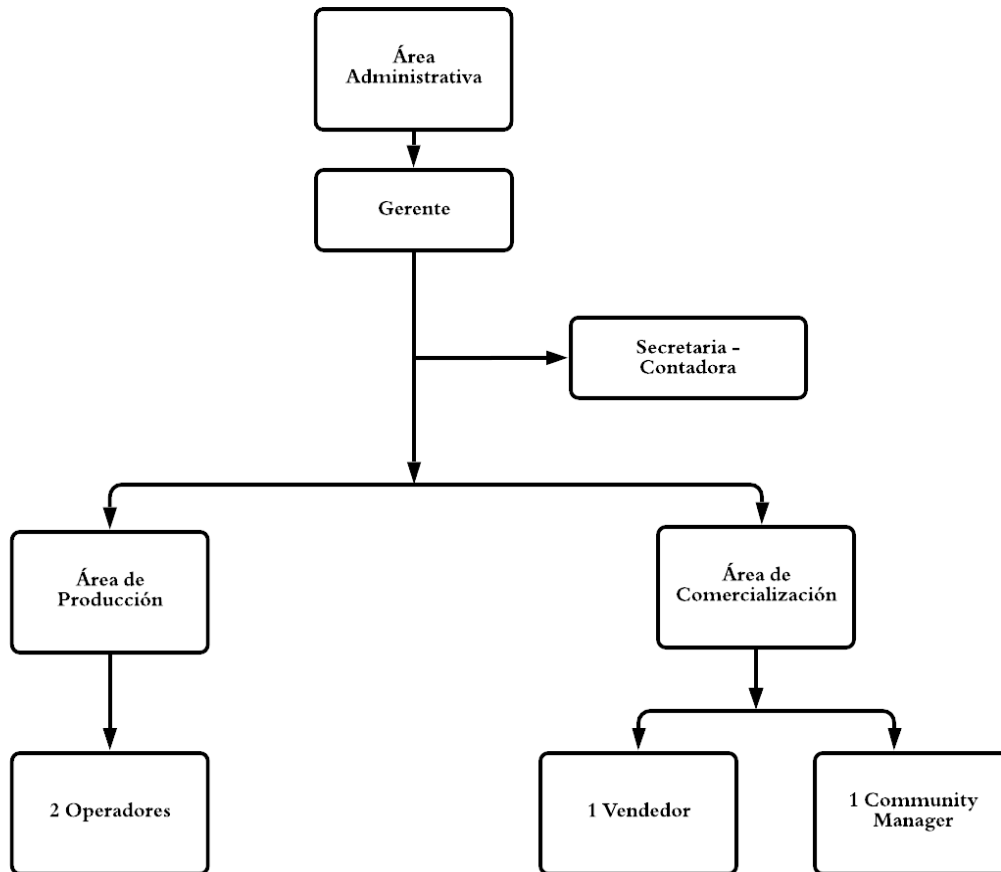 Área
Administrativa
Gerente
Secretaria -
Contadora
Área de
Producción
Área de
Comercialización
2 Operadores
1 Vendedor
1 Community
Manager